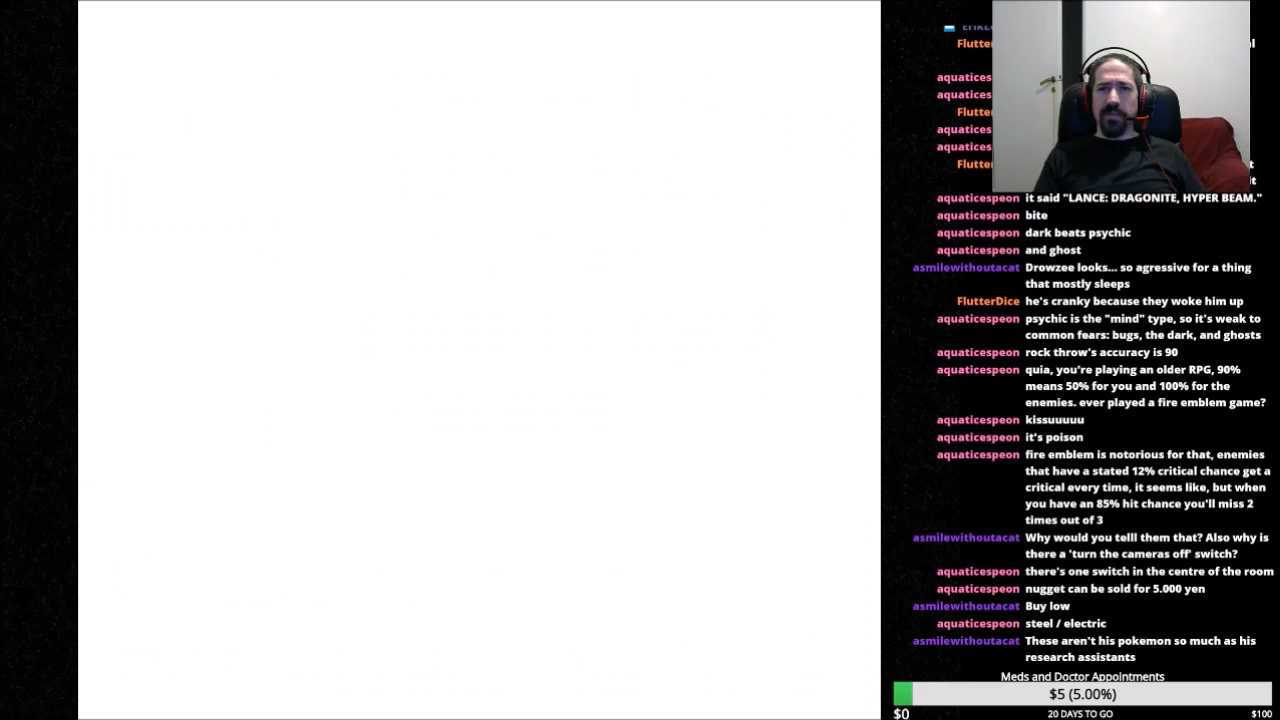 Flutter
aquatices
aquatices
Flutter
aquatices
aquatices
Flutter
it
aquaticespeon it said "LANCE: DRAGONITE, HYPER BEAM."
aquaticespeon bite
aquaticespeon dark beats psychic
aquaticespeon and ghost
asmilewithoutacat Drowzee looks... so agressive for a thing
that mostly sleeps
FlutterDice he's cranky because they woke him up
aquaticespeon psychic is the "mind" type, so it's weak to
common fears: bugs, the dark, and ghosts
aquaticespeon rock throw's accuracy is 90
aquaticespeon quia, you're playing an older RPG, 90%
means 50% for you and 100% for the
enemies. ever played a fire emblem game?
aquaticespeon kissuuuuu
aquaticespeon it's poison
aquaticespeon fire emblem is notorious for that, enemies
that have a stated 12% critical chance get a
critical every time, it seems like, but when
you have an 85% hit chance you'll miss 2
times out of 3
asmilewithoutacat Why would you telll them that? Also why is
there a 'turn the cameras off' switch?
aquaticespeon there's one switch in the centre of the room
aquaticespeon nugget can be sold for 5.000 yen
asmilewithoutacat Buy low
aquaticespeon steel / electric
asmilewithoutacat These aren't his pokemon so much as his
research assistants
Meds and Doctor Appointments
$5 (5.00%)
$0 20 DAYS TO GO $100